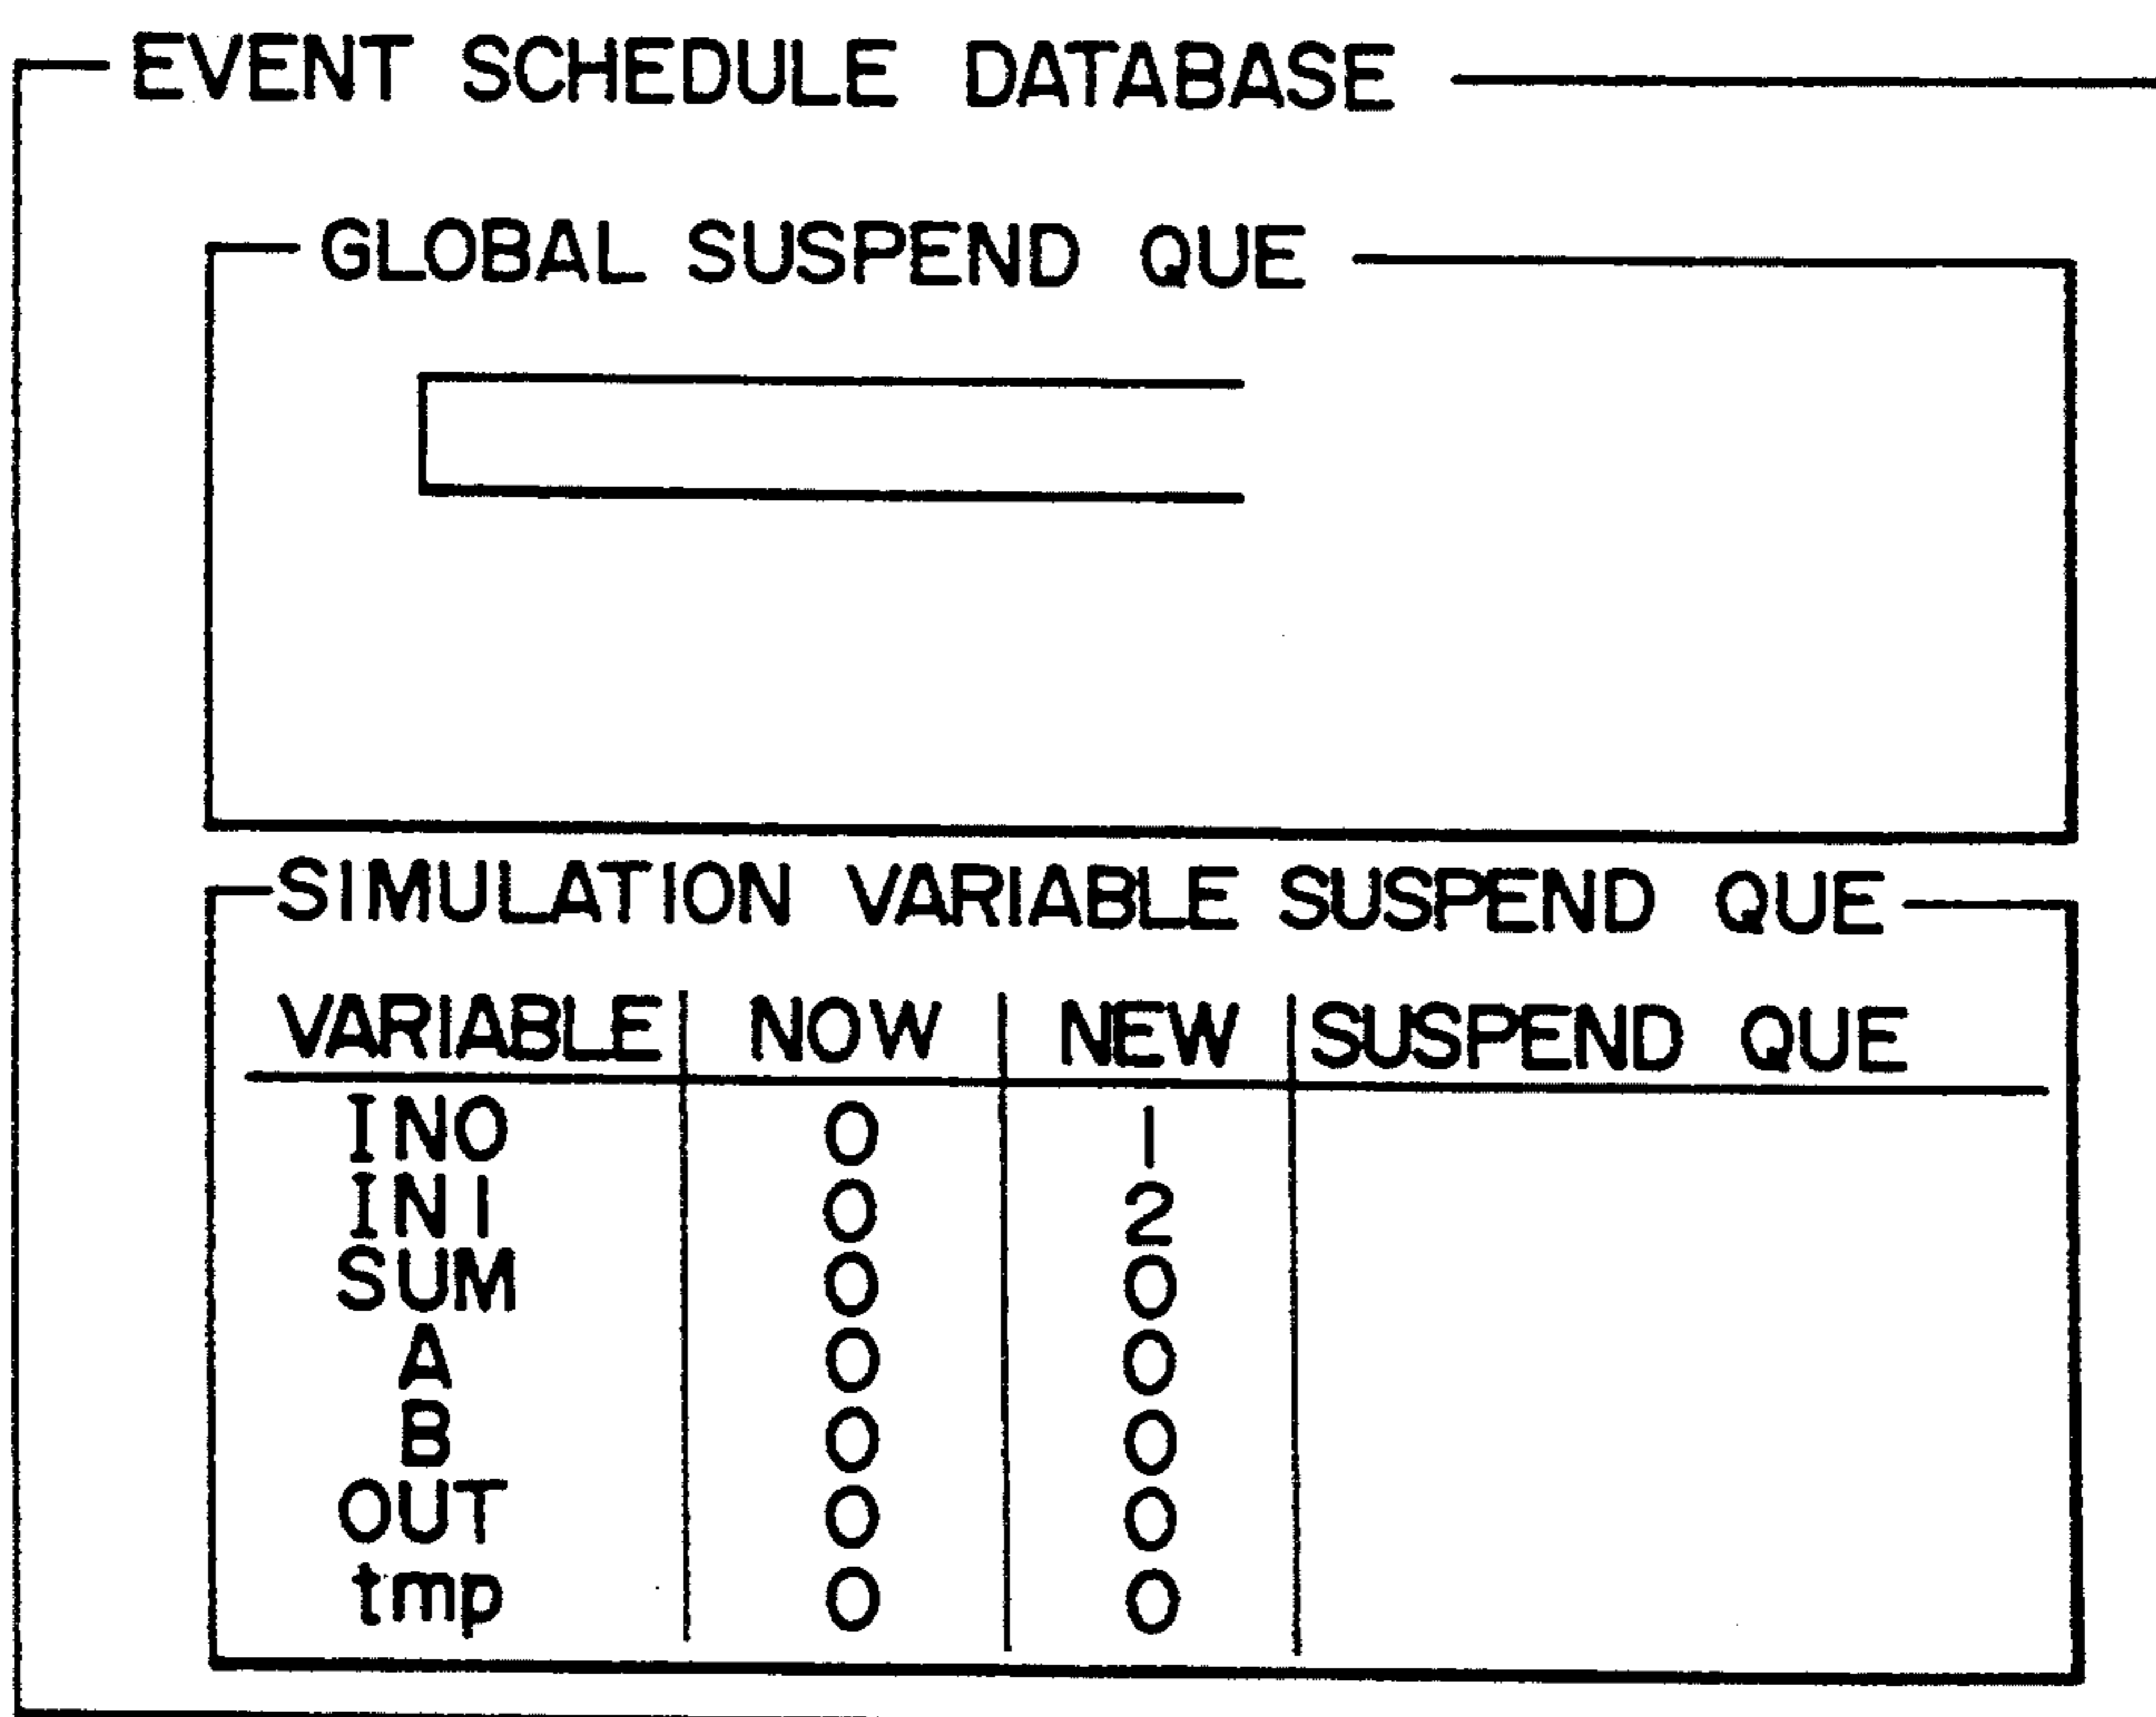 EVENT SCHEDULE DATABASE
GLOBAL SUSPEND QUE
SIMULATION VARIABLE SUSPEND QUE
VARIABLE NOW NEW SUSPEND QUE
IN0 0 1
IN1 0 2
SUM 0 0
A 0 0
B 0 0
OUT 0 0
tmp 0 0